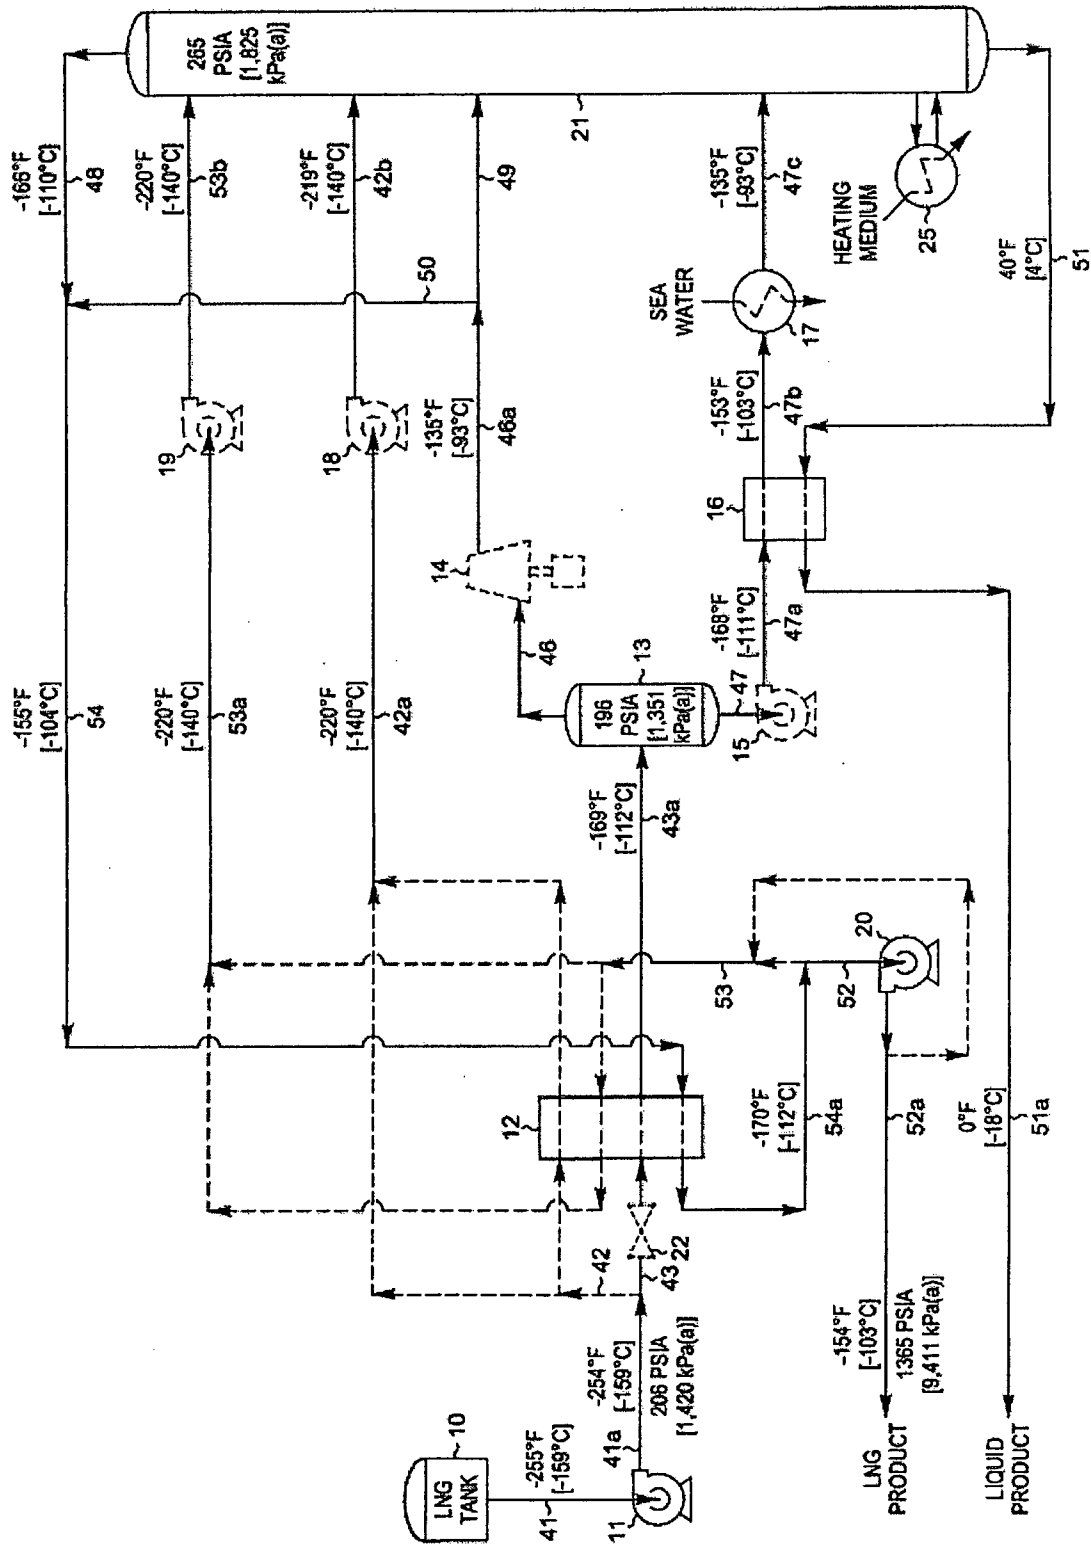 265
PSIA
[1,825
kPa(a)]
21
-166°F
[-110°C]
48
-220°F
[-140°C]
53b
-219°F
[-140°C]
42b
49
50
-135°F
[-93°C]
47c
SEA
WATER
17
HEATING
MEDIUM
25
40°F
[4°C]
51
19
18
-135°F
[-93°C]
46a
-153°F
[-103°C]
47b
16
14
46
-168°F
[-111°C]
47a
-155°F
[-104°C]
54
-220°F
[-140°C]
53a
-220°F
[-140°C]
42a
13
196
PSIA
[1,351
kPa(a)]
47
15
-169°F
[-112°C]
43a
20
52
53
12
-170°F
[-112°C]
54a
52a
0°F
[-18°C]
51a
22
43
42
-154°F
[-103°C]
1365 PSIA
[9,411 kPa(a)]
-254°F
[-159°C]
206 PSIA
[1,420 kPa(a)]
41a
10
LNG
TANK
-255°F
[-159°C]
41
11
LNG
PRODUCT
LIQUID
PRODUCT